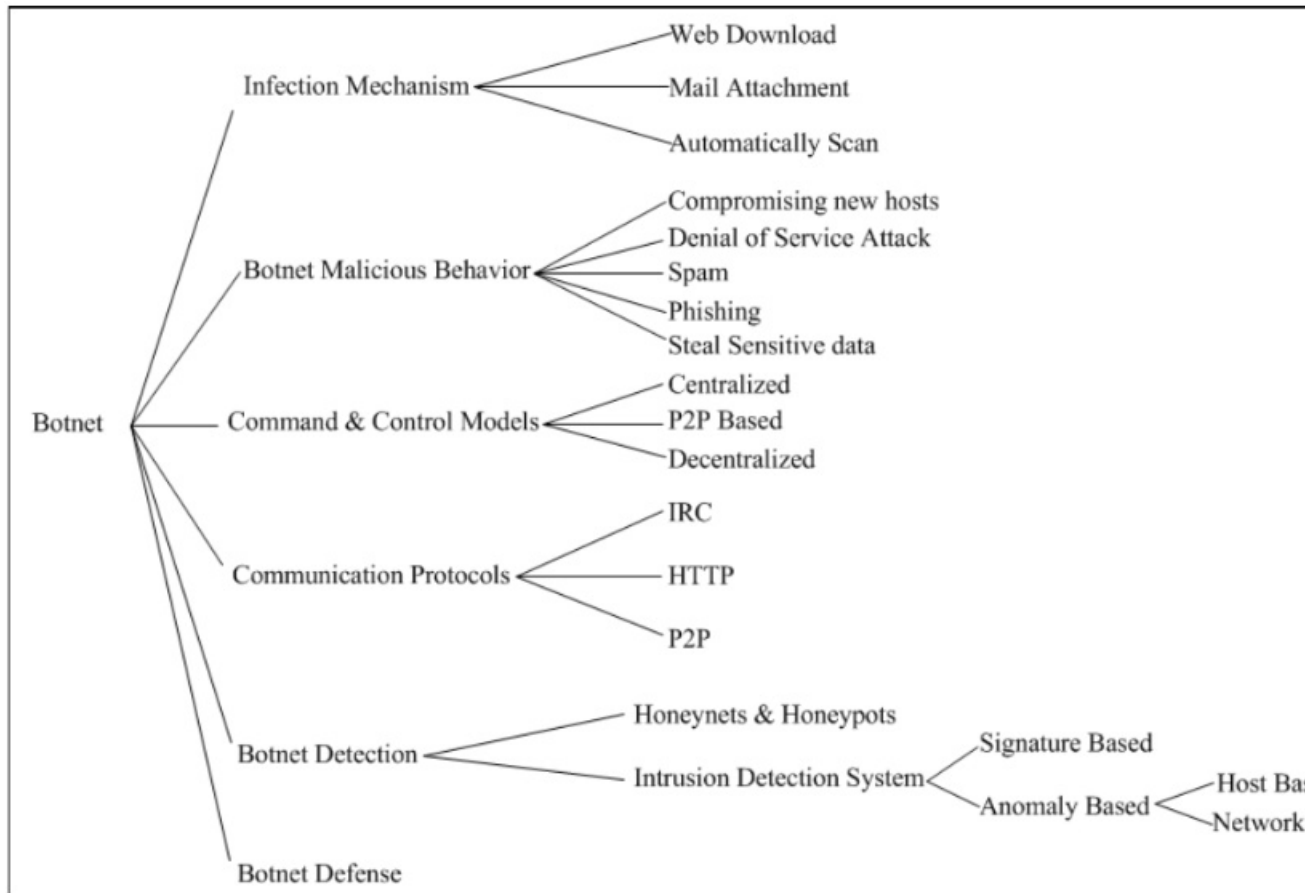 Web Download
Infection Mechanism
Mail Attachment
Automatically Scan
Compromising new hosts
Denial of Service Attack
Botnet Malicious Behavior
Spam
Phishing
Steal Sensitive data
Centralized
Botnet
Command & Control Models
P2P Based
Decentralized
IRC
Communication Protocols
HTTP
P2P
Honeynets & Honeypots
Botnet Detection
Signature Based
Intrusion Detection System
Host Bas
Anomaly Based
Network
Botnet Defense